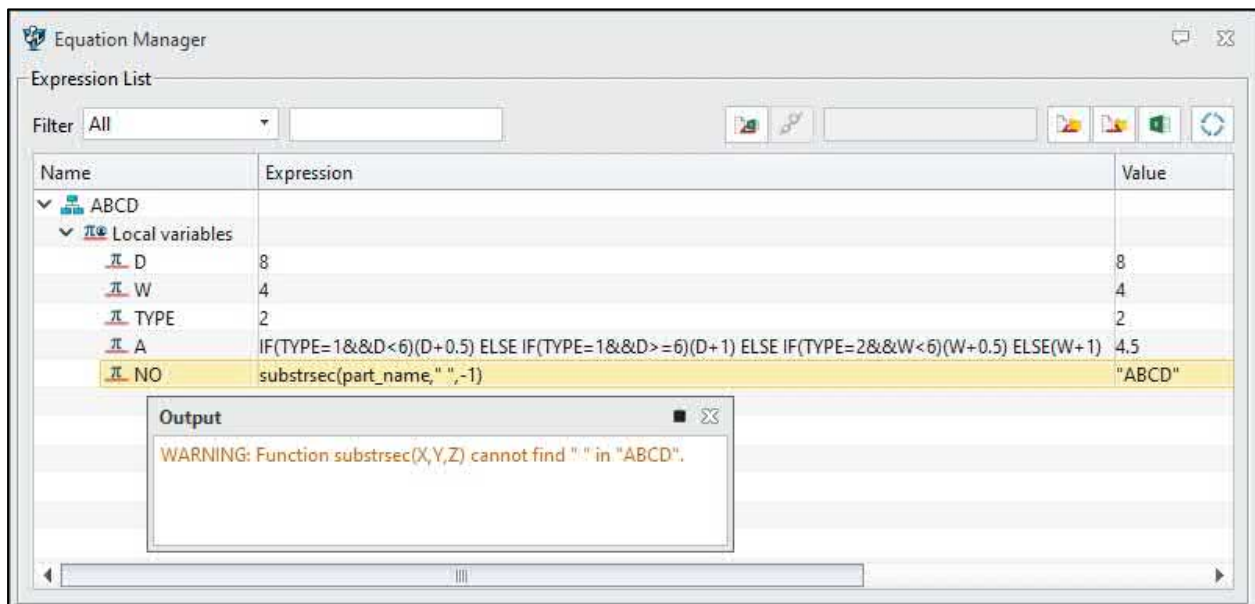 Equation Manager
Expression List
Filter All
Name Expression Value
ABCD
Local variables
D 8 8
W 4 4
TYPE 2 2
A IF(TYPE=1&&D<6)(D+0.5) ELSE IF(TYPE=1&&D>=6)(D+1) ELSE IF(TYPE=2&&W<6)(W+0.5) ELSE(W+1) 4.5
NO substrsec(part_name," ",-1) "ABCD"
Output
WARNING: Function substrsec(X,Y,Z) cannot find " " in "ABCD".